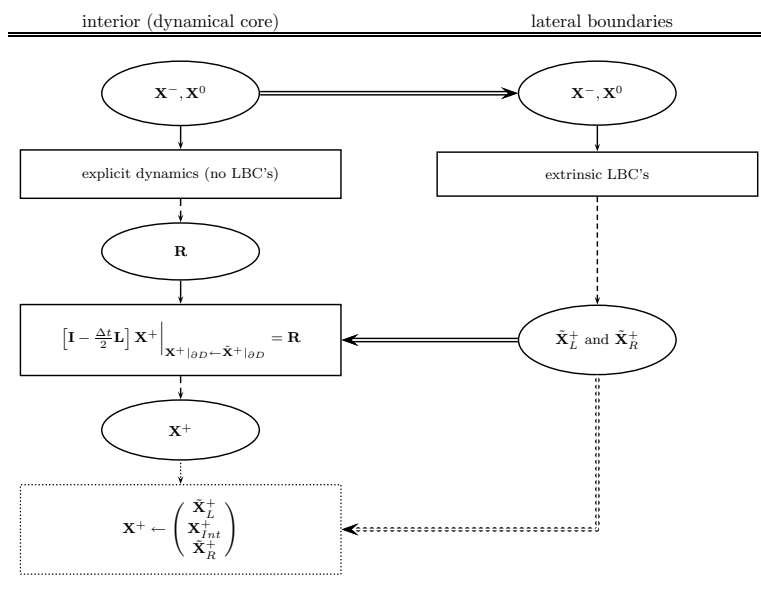 interior (dynamical core) lateral boundaries
X⁻, X⁰ X⁻, X⁰
explicit dynamics (no LBC's) extrinsic LBC's
R
[I − Δt/2 L] X⁺|_{X⁺|∂D ← X̃⁺|∂D} = R X̃⁺_L and X̃⁺_R
X⁺
X⁺ ← ( X̃⁺_L
X⁺_Int
X̃⁺_R )